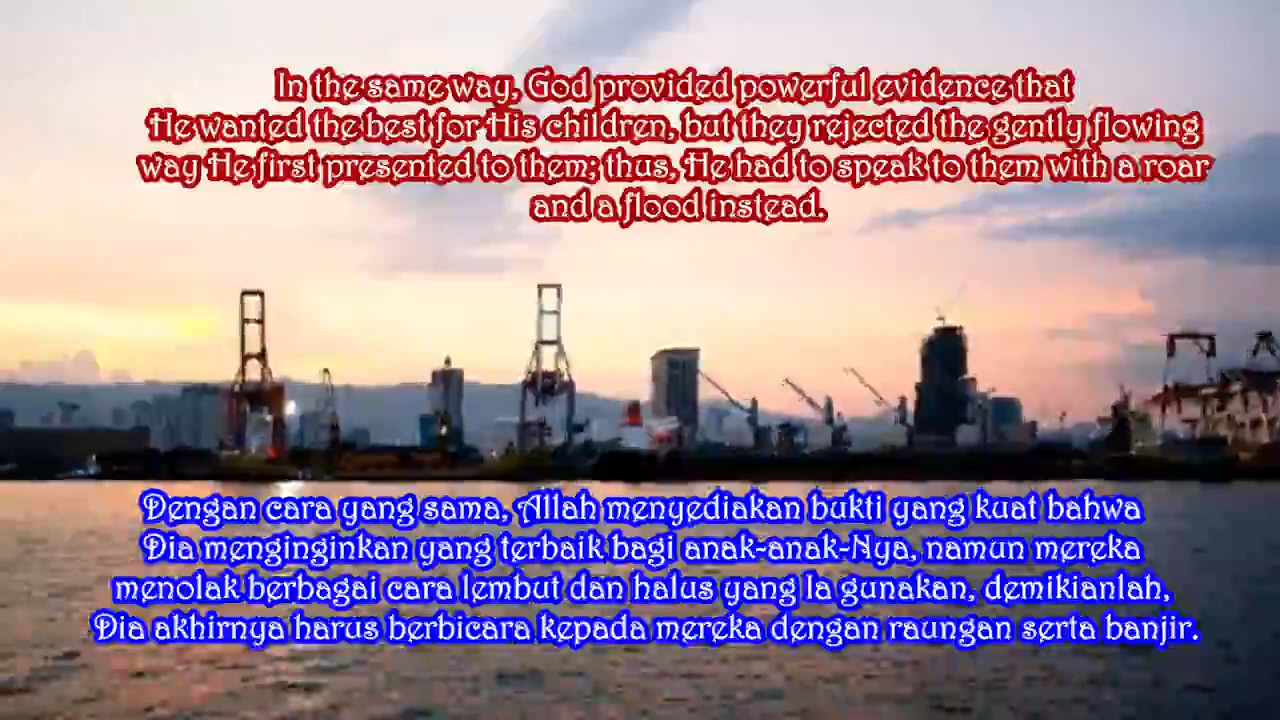 In the same way, God provided powerful evidence that
He wanted the best for His children, but they rejected the gently flowing
way He first presented to them; thus, He had to speak to them with a roar
and a flood instead.
Dengan cara yang sama, Allah menyediakan bukti yang kuat bahwa
Dia menginginkan yang terbaik bagi anak-anak-Nya, namun mereka
menolak berbagai cara lembut dan halus yang Ia gunakan, demikianlah,
Dia akhirnya harus berbicara kepada mereka dengan raungan serta banjir.